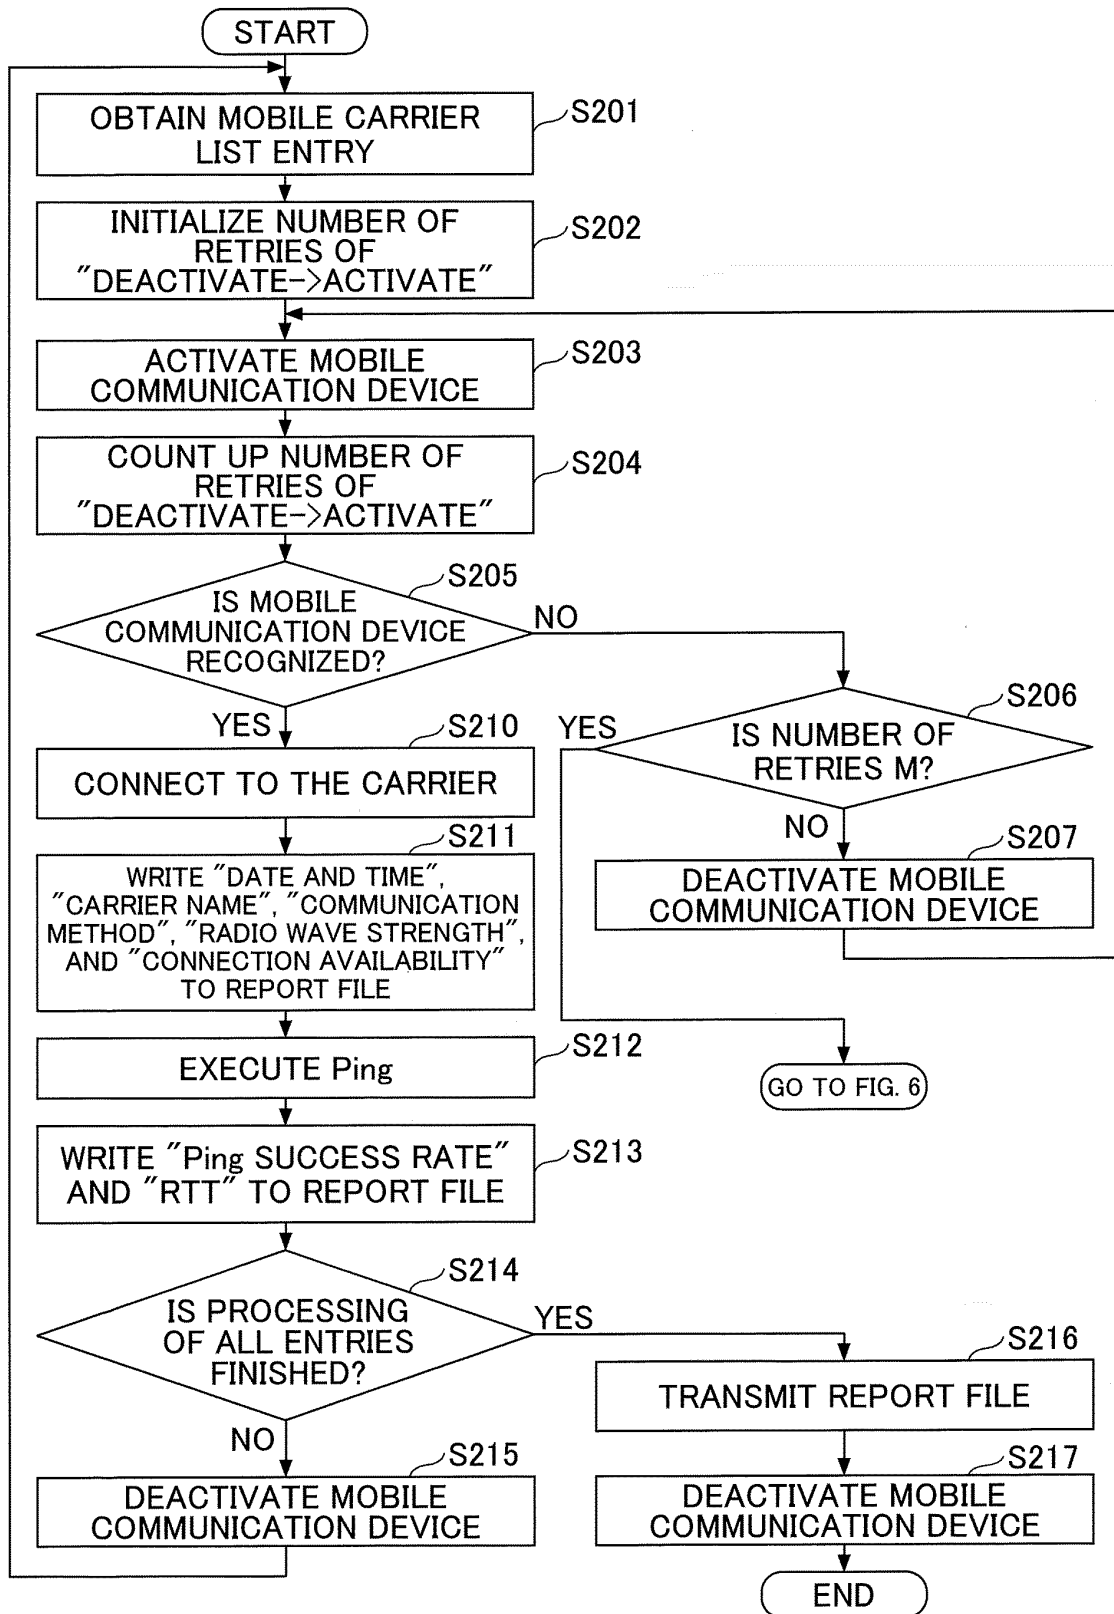 START
OBTAIN MOBILE CARRIER
LIST ENTRY
S201
INITIALIZE NUMBER OF
RETRIES OF
"DEACTIVATE->ACTIVATE"
S202
ACTIVATE MOBILE
COMMUNICATION DEVICE
S203
COUNT UP NUMBER OF
RETRIES OF
"DEACTIVATE->ACTIVATE"
S204
S205
IS MOBILE
COMMUNICATION DEVICE
RECOGNIZED?
NO
YES
S206
IS NUMBER OF
RETRIES M?
YES
NO
S207
DEACTIVATE MOBILE
COMMUNICATION DEVICE
GO TO FIG. 6
S210
CONNECT TO THE CARRIER
S211
WRITE "DATE AND TIME",
"CARRIER NAME", "COMMUNICATION
METHOD", "RADIO WAVE STRENGTH",
AND "CONNECTION AVAILABILITY"
TO REPORT FILE
S212
EXECUTE Ping
WRITE "Ping SUCCESS RATE"
AND "RTT" TO REPORT FILE
S213
S214
IS PROCESSING
OF ALL ENTRIES
FINISHED?
YES
NO
S215
DEACTIVATE MOBILE
COMMUNICATION DEVICE
S216
TRANSMIT REPORT FILE
S217
DEACTIVATE MOBILE
COMMUNICATION DEVICE
END